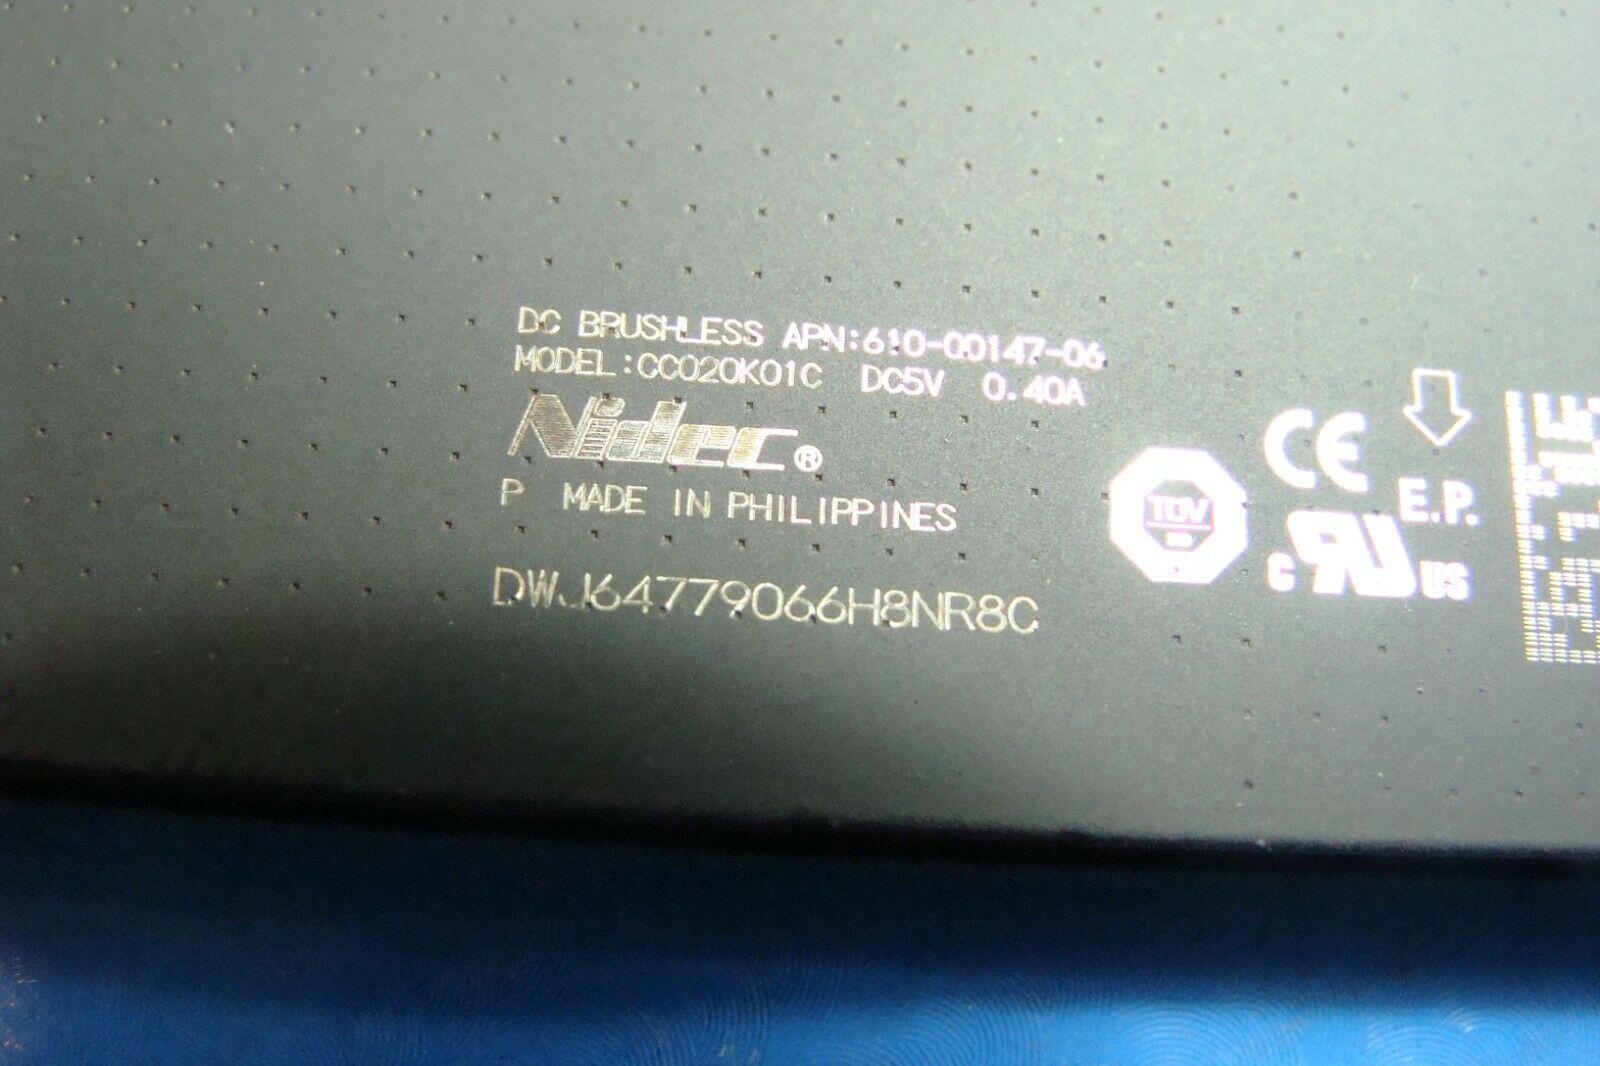 DC BRUSHLESS APN:610-00147-06
MODEL:CC020K01C DC5V 0.40A
Nidec®
P MADE IN PHILIPPINES
DWJ64779066H8NR8C
TÜV
CE
E.P.
c RU US